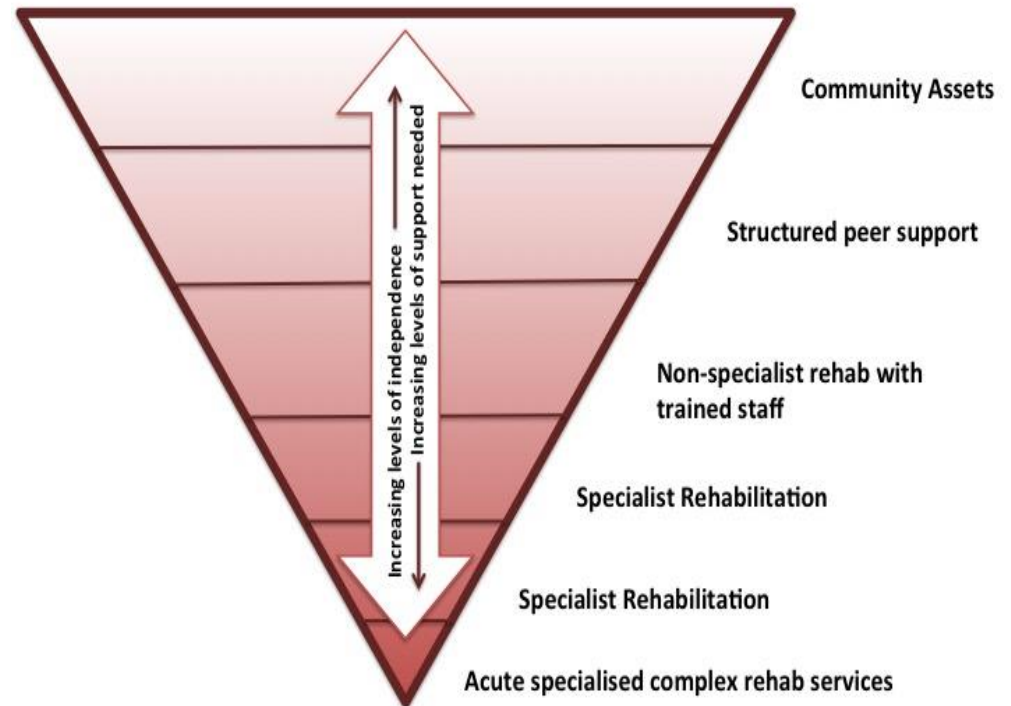 Community Assets
Structured peer support
Non-specialist rehab with
trained staff
Specialist Rehabilitation
Specialist Rehabilitation
Acute specialised complex rehab services
Increasing levels of independence
Increasing levels of support needed